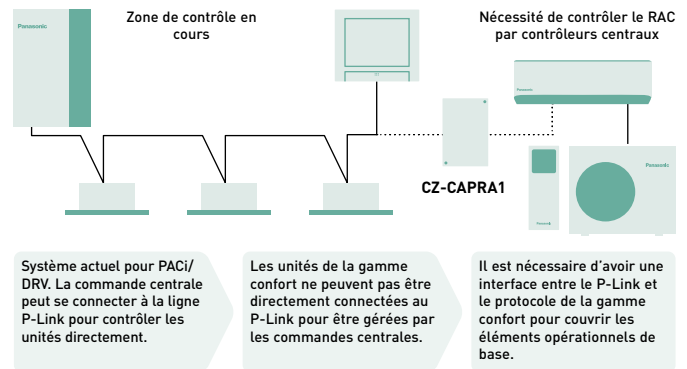 Panasonic
Zone de contrôle en
cours
Nécessité de contrôler le RAC
par contrôleurs centraux
Panasonic
CZ-CAPRA1
Panasonic
Panasonic
Système actuel pour PACi/
DRV. La commande centrale
peut se connecter à la ligne
P-Link pour contrôler les
unités directement.
Les unités de la gamme
confort ne peuvent pas être
directement connectées au
P-Link pour être gérées par
les commandes centrales.
Il est nécessaire d'avoir une
interface entre le P-Link et
le protocole de la gamme
confort pour couvrir les
éléments opérationnels de
base.